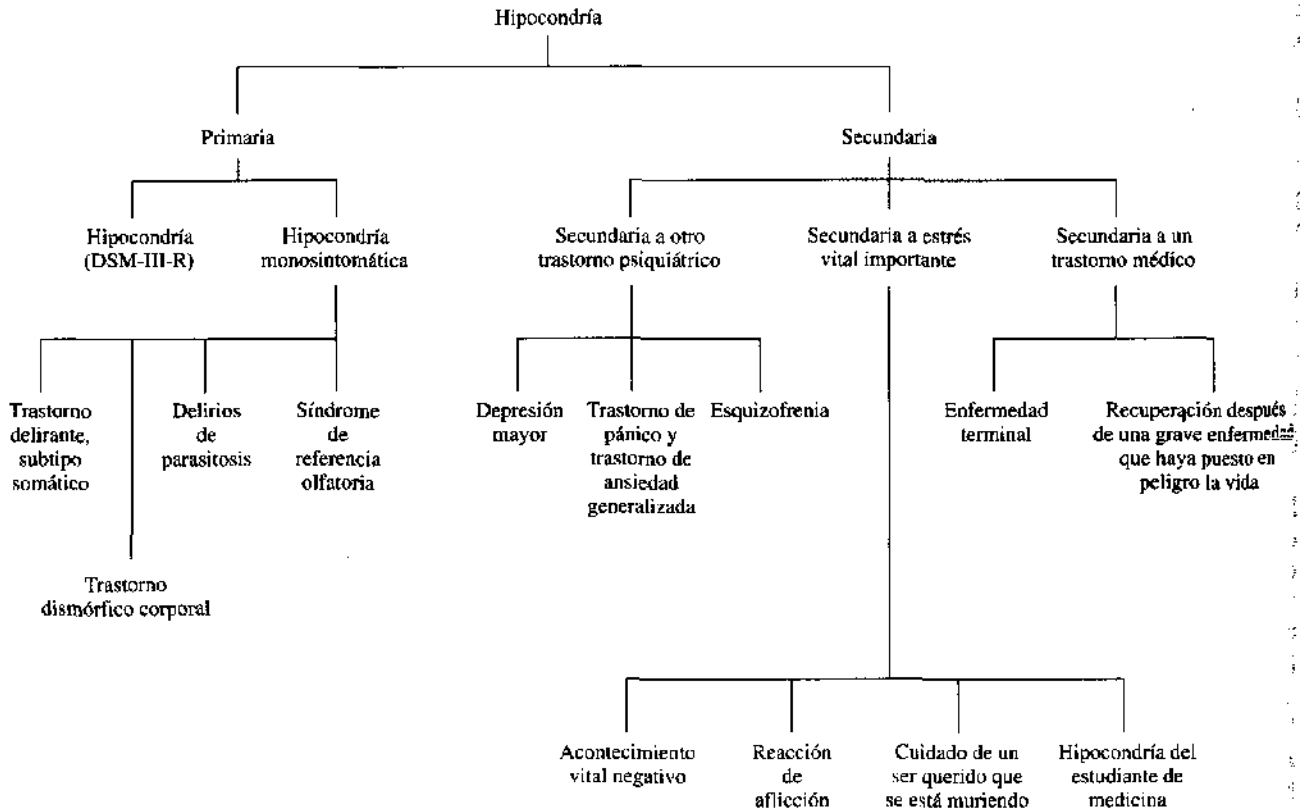 Hipocondría
Primaria
Secundaria
Hipocondría
(DSM-III-R)
Hipocondría
monosintomática
Secundaria a otro
trastorno psiquiátrico
Secundaria a estrés
vital importante
Secundaria a un
trastorno médico
Trastorno
delirante,
subtipo
somático
Delirios
de
parasitosis
Síndrome
de
referencia
olfatoria
Depresión
mayor
Trastorno de
pánico y
trastorno de
ansiedad
generalizada
Esquizofrenia
Enfermedad
terminal
Recuperación después
de una grave enfermedad
que haya puesto en
peligro la vida
Trastorno
dismórfico corporal
Acontecimiento
vital negativo
Reacción
de
aflicción
Cuidado de un
ser querido que
se está muriendo
Hipocondría del
estudiante de
medicina